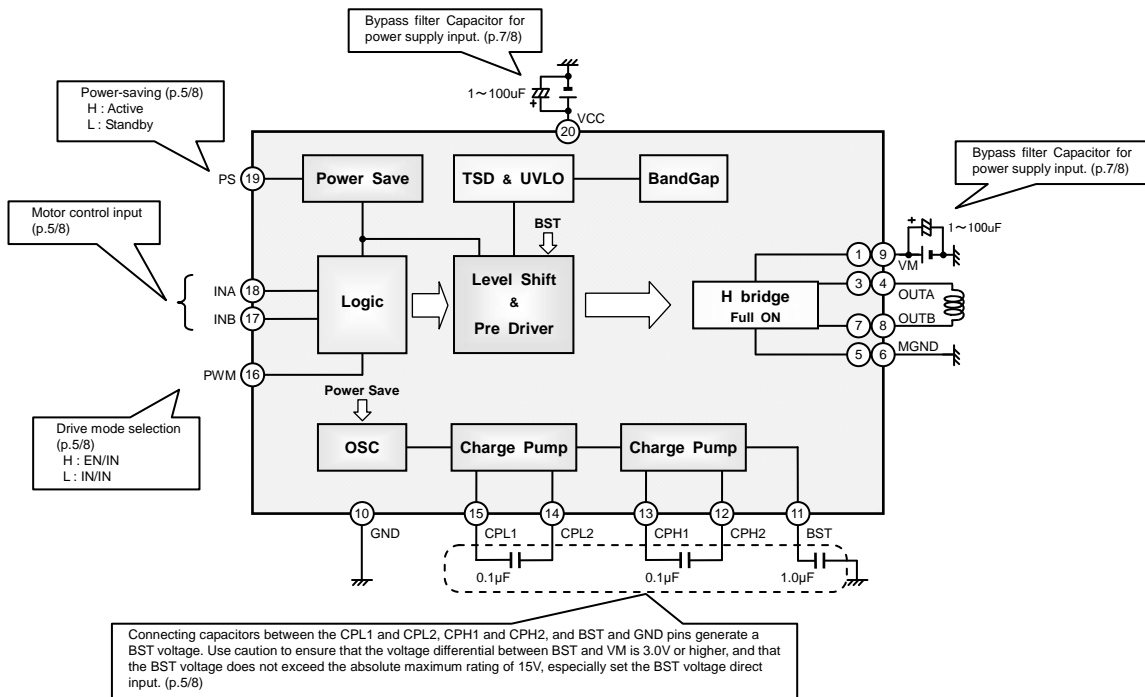 Bypass filter Capacitor for
power supply input. (p.7/8)
Power-saving (p.5/8)
H : Active
L : Standby
1～100uF
+
20
VCC
Bypass filter Capacitor for
power supply input. (p.7/8)
PS
19
Power Save
TSD & UVLO
BandGap
Motor control input
(p.5/8)
BST
+
1～100uF
1
9
VM
INA
18
INB
17
Logic
Level Shift
&
Pre Driver
H bridge
Full ON
3
4
OUTA
OUTB
7
8
5
6
MGND
PWM
16
Power Save
Drive mode selection
(p.5/8)
H : EN/IN
L : IN/IN
OSC
Charge Pump
Charge Pump
10
GND
15
CPL1
14
CPL2
13
CPH1
12
CPH2
11
BST
0.1μF
0.1μF
1.0μF
Connecting capacitors between the CPL1 and CPL2, CPH1 and CPH2, and BST and GND pins generate a
BST voltage. Use caution to ensure that the voltage differential between BST and VM is 3.0V or higher, and that
the BST voltage does not exceed the absolute maximum rating of 15V, especially set the BST voltage direct
input. (p.5/8)